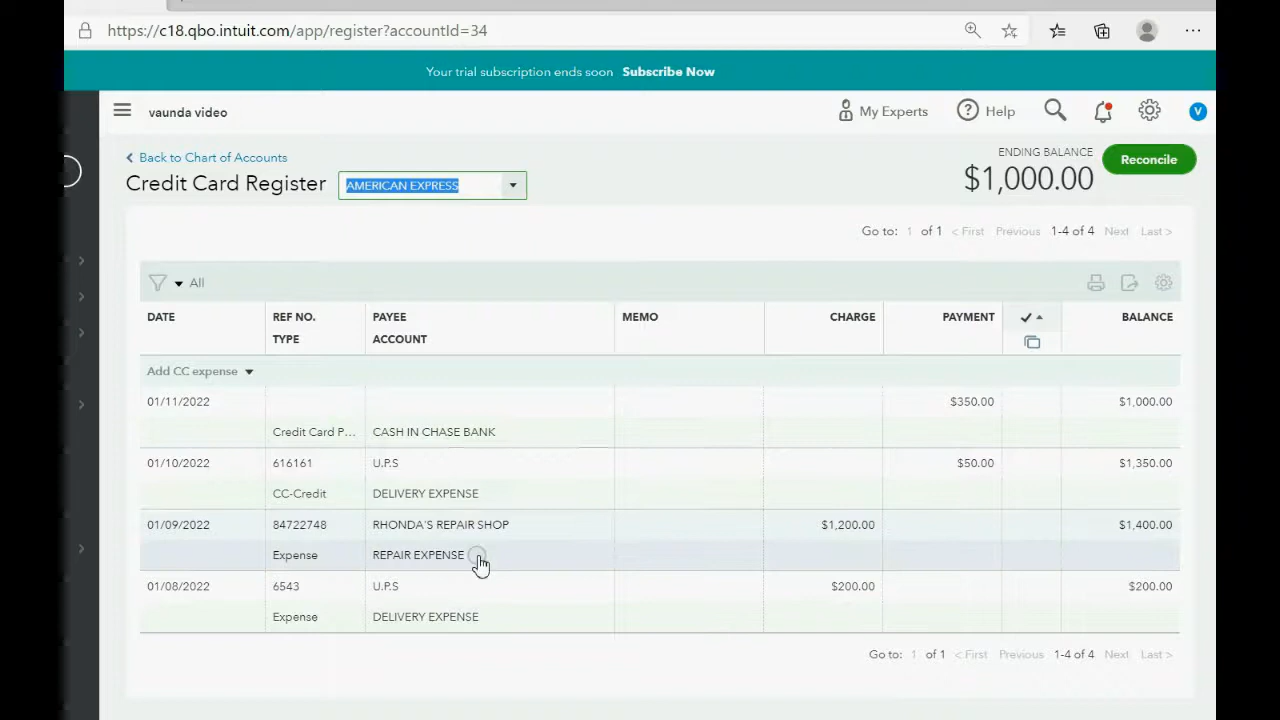 https://c18.qbo.intuit.com/app/register?accountId=34
Your trial subscription ends soon Subscribe Now
vaunda video My Experts Help V
Back to Chart of Accounts
ENDING BALANCE Reconcile
Credit Card Register AMERICAN EXPRESS $1,000.00
Go to: 1 of 1 < First Previous 1-4 of 4 Next Last >
All
DATE REF NO. PAYEE MEMO CHARGE PAYMENT BALANCE
TYPE ACCOUNT
Add CC expense
01/11/2022 $350.00 $1,000.00
Credit Card P... CASH IN CHASE BANK
01/10/2022 616161 U.P.S $50.00 $1,350.00
CC-Credit DELIVERY EXPENSE
01/09/2022 84722748 RHONDA'S REPAIR SHOP $1,200.00 $1,400.00
Expense REPAIR EXPENSE
01/08/2022 6543 U.P.S $200.00 $200.00
Expense DELIVERY EXPENSE
Go to: 1 of 1 < First Previous 1-4 of 4 Next Last >